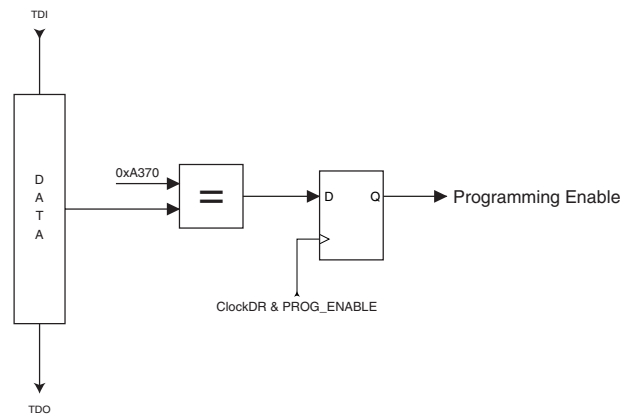 TDI
D
A
T
A
0xA370
=
D
Q
Programming Enable
ClockDR & PROG_ENABLE
TDO